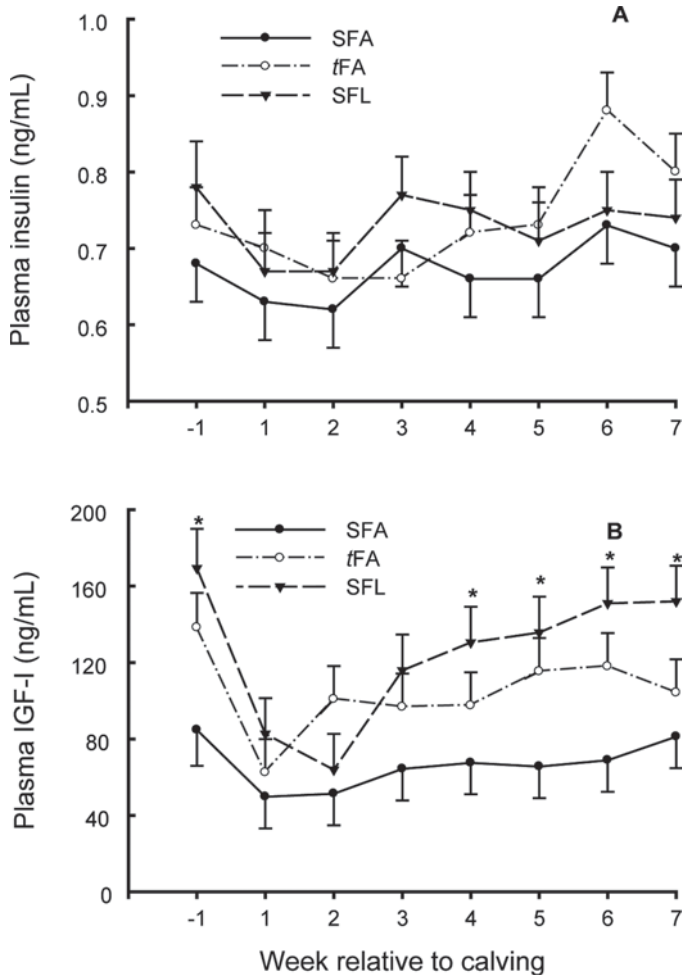 A
SFA
tFA
SFL
Plasma insulin (ng/mL)
1.0
0.9
0.8
0.7
0.6
0.5
-1 1 2 3 4 5 6 7
B
SFA
tFA
SFL
* * * * *
Plasma IGF-I (ng/mL)
200
160
120
80
40
0
-1 1 2 3 4 5 6 7
Week relative to calving